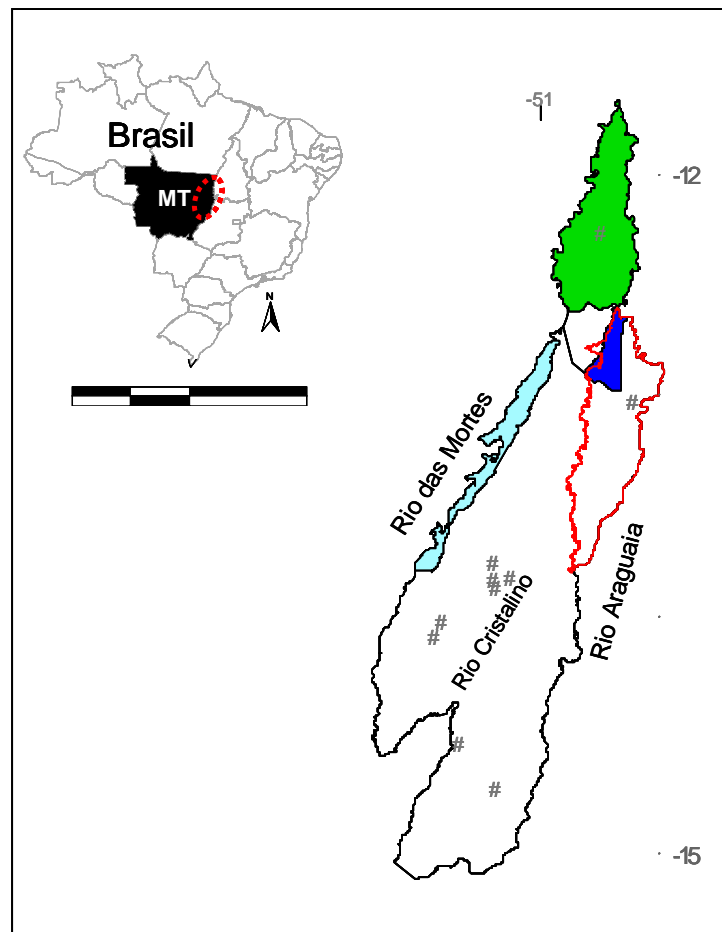 Brasil
MT
N
-51
-12
#
#
Rio das Mortes
Rio Cristalino
Rio Araguaia
#
#
#
#
#
#
#
#
-15